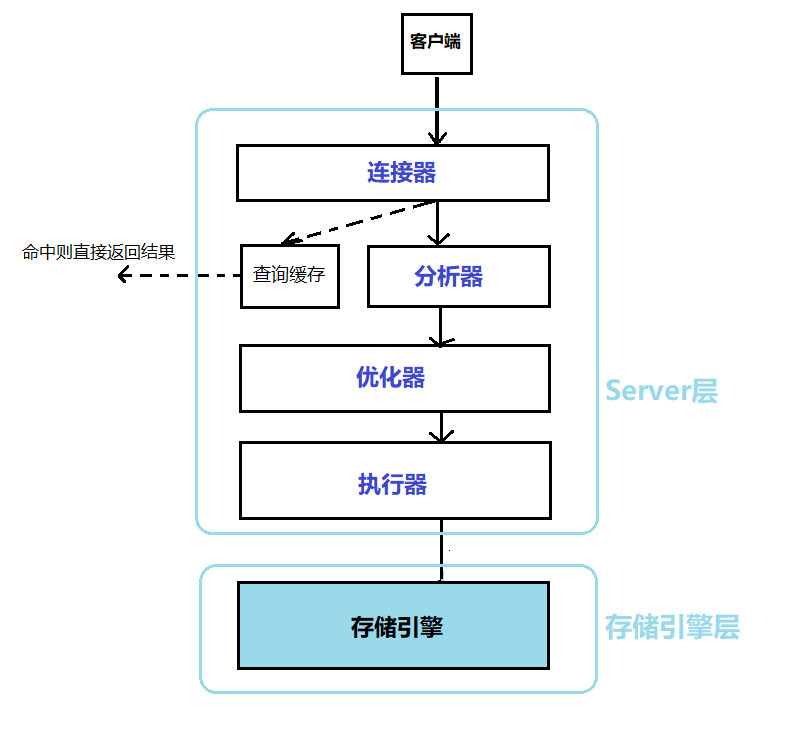 客户端
连接器
命中则直接返回结果
查询缓存
分析器
优化器
Server层
执行器
存储引擎
存储引擎层